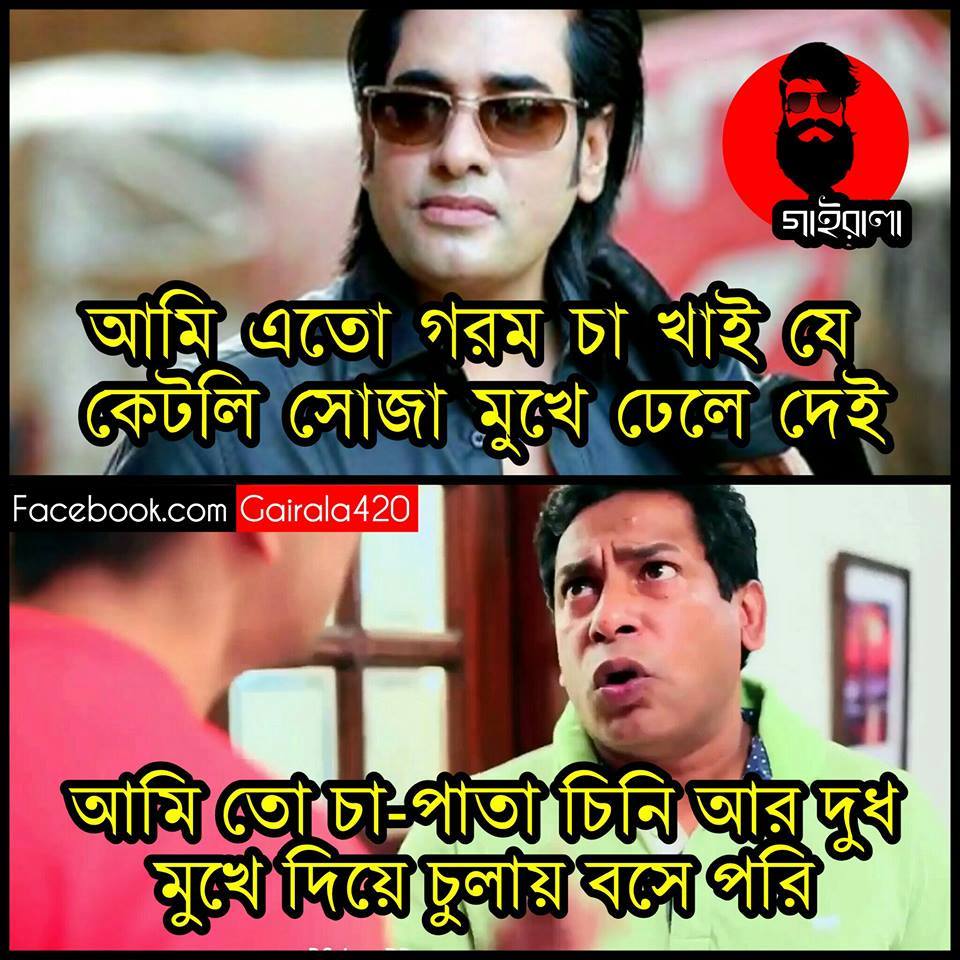 গাইরালা
আমি এতো গরম চা খাই যে
কেটলি সোজা মুখে ঢেলে দেই
Facebook.com Gairala420
আমি তো চা-পাতা চিনি আর দুধ
মুখে দিয়ে চুলায় বসে পরি